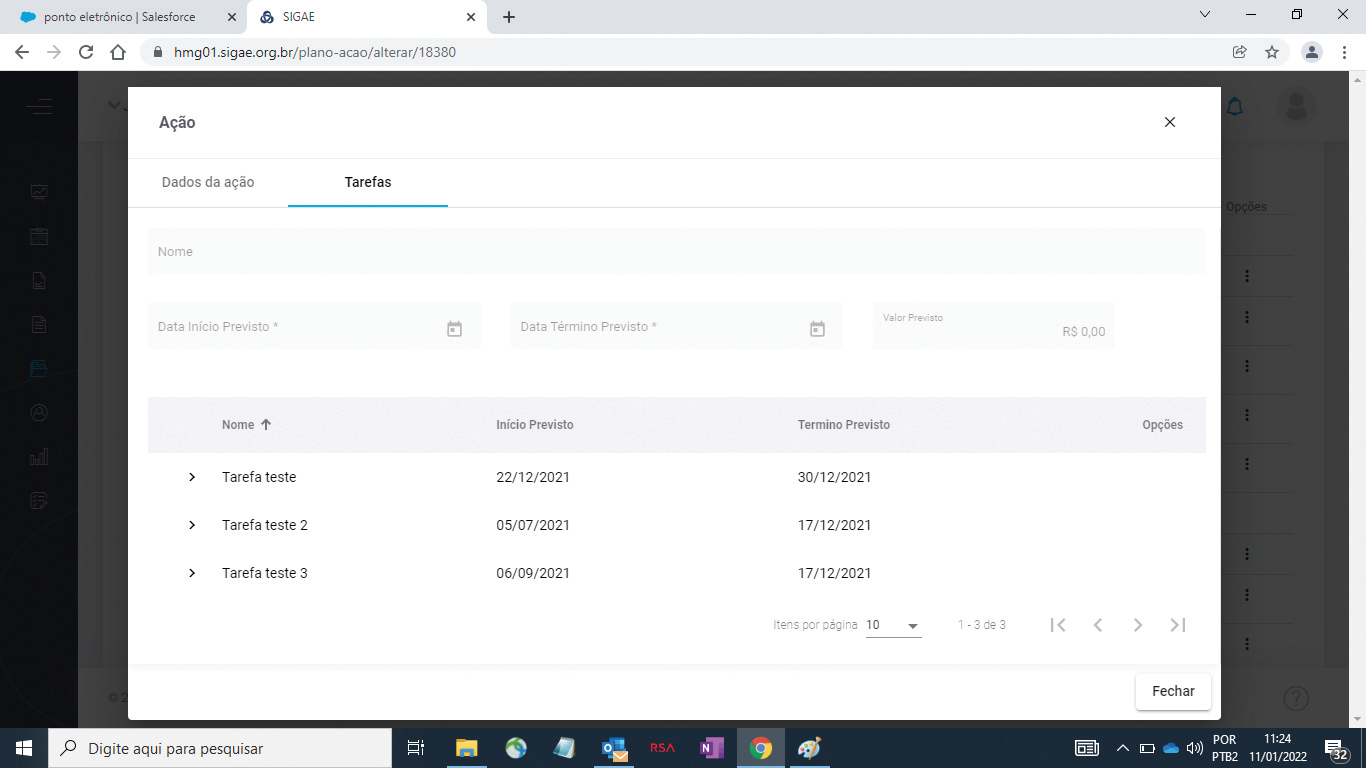 ponto eletrônico | Salesforce
SIGAE
hmg01.sigae.org.br/plano-acao/alterar/18380
Ação
Dados da ação
Tarefas
Opções
Nome
Data Início Previsto *
Data Término Previsto *
Valor Previsto
R$ 0,00
Nome
Início Previsto
Termino Previsto
Opções
Tarefa teste
22/12/2021
30/12/2021
Tarefa teste 2
05/07/2021
17/12/2021
Tarefa teste 3
06/09/2021
17/12/2021
Itens por página
10
1 - 3 de 3
© 2
Fechar
Digite aqui para pesquisar
RSA
POR
PTB2
11:24
11/01/2022
32